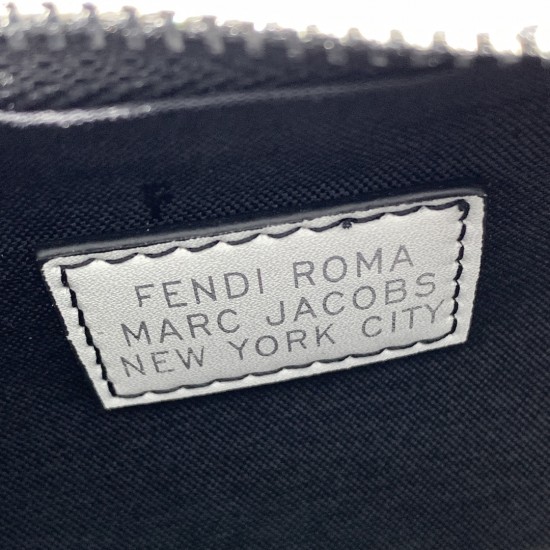 FENDI ROMA
MARC JACOBS
NEW YORK CITY